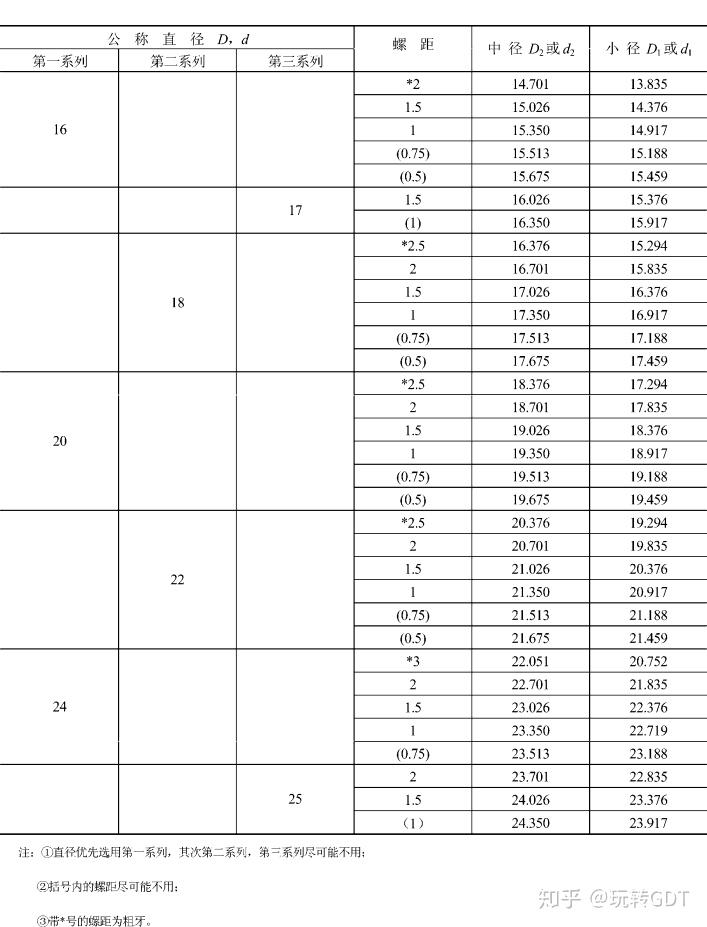 公 称 直 径 D，d 螺 距 中 径 D2或d2 小 径 D1或d1
第一系列 第二系列 第三系列
16 *2 14.701 13.835
1.5 15.026 14.376
1 15.350 14.917
(0.75) 15.513 15.188
(0.5) 15.675 15.459
17 1.5 16.026 15.376
(1) 16.350 15.917
18 *2.5 16.376 15.294
2 16.701 15.835
1.5 17.026 16.376
1 17.350 16.917
(0.75) 17.513 17.188
(0.5) 17.675 17.459
20 *2.5 18.376 17.294
2 18.701 17.835
1.5 19.026 18.376
1 19.350 18.917
(0.75) 19.513 19.188
(0.5) 19.675 19.459
22 *2.5 20.376 19.294
2 20.701 19.835
1.5 21.026 20.376
1 21.350 20.917
(0.75) 21.513 21.188
(0.5) 21.675 21.459
24 *3 22.051 20.752
2 22.701 21.835
1.5 23.026 22.376
1 23.350 22.719
(0.75) 23.513 23.188
25 2 23.701 22.835
1.5 24.026 23.376
（1） 24.350 23.917
注：①直径优先选用第一系列，其次第二系列，第三系列尽可能不用；
②括号内的螺距尽可能不用；
③带*号的螺距为粗牙。
知乎 @玩转GDT